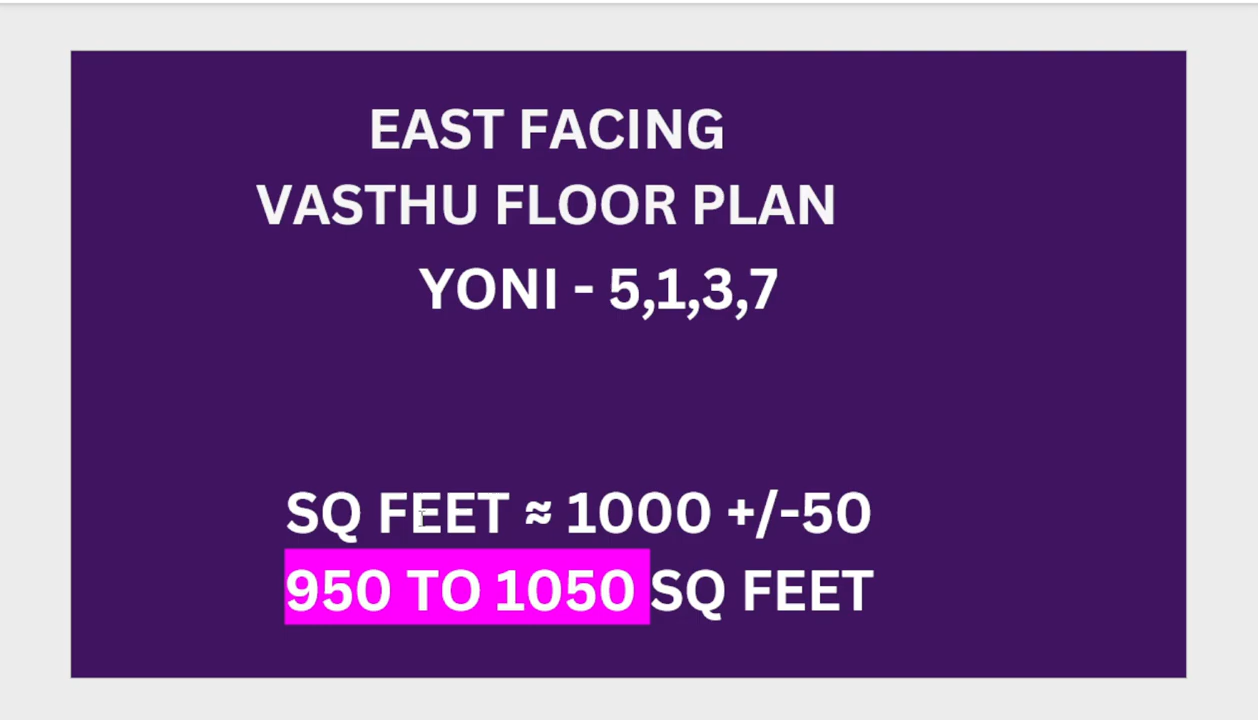 EAST FACING
VASTHU FLOOR PLAN
YONI - 5,1,3,7
SQ FEET ≈ 1000 +/-50
950 TO 1050 SQ FEET